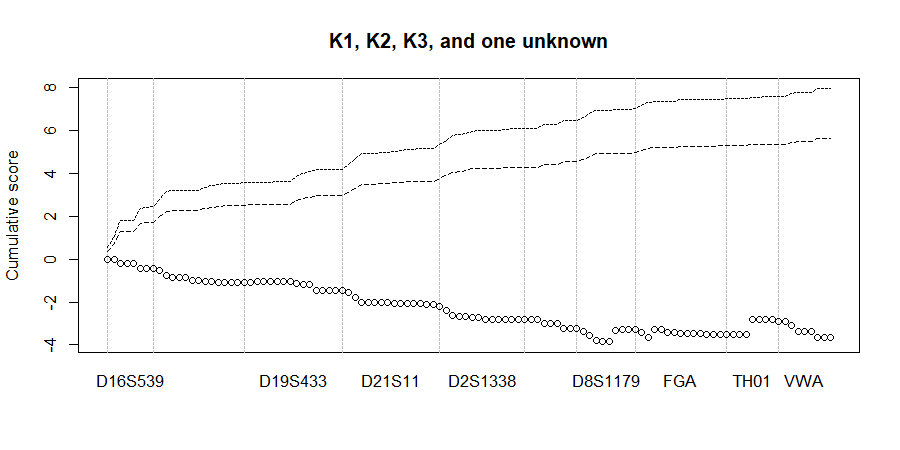 K1, K2, K3, and one unknown
Cumulative score
8
6
4
2
0
-2
-4
D16S539 D19S433 D21S11 D2S1338 D8S1179 FGA TH01 VWA